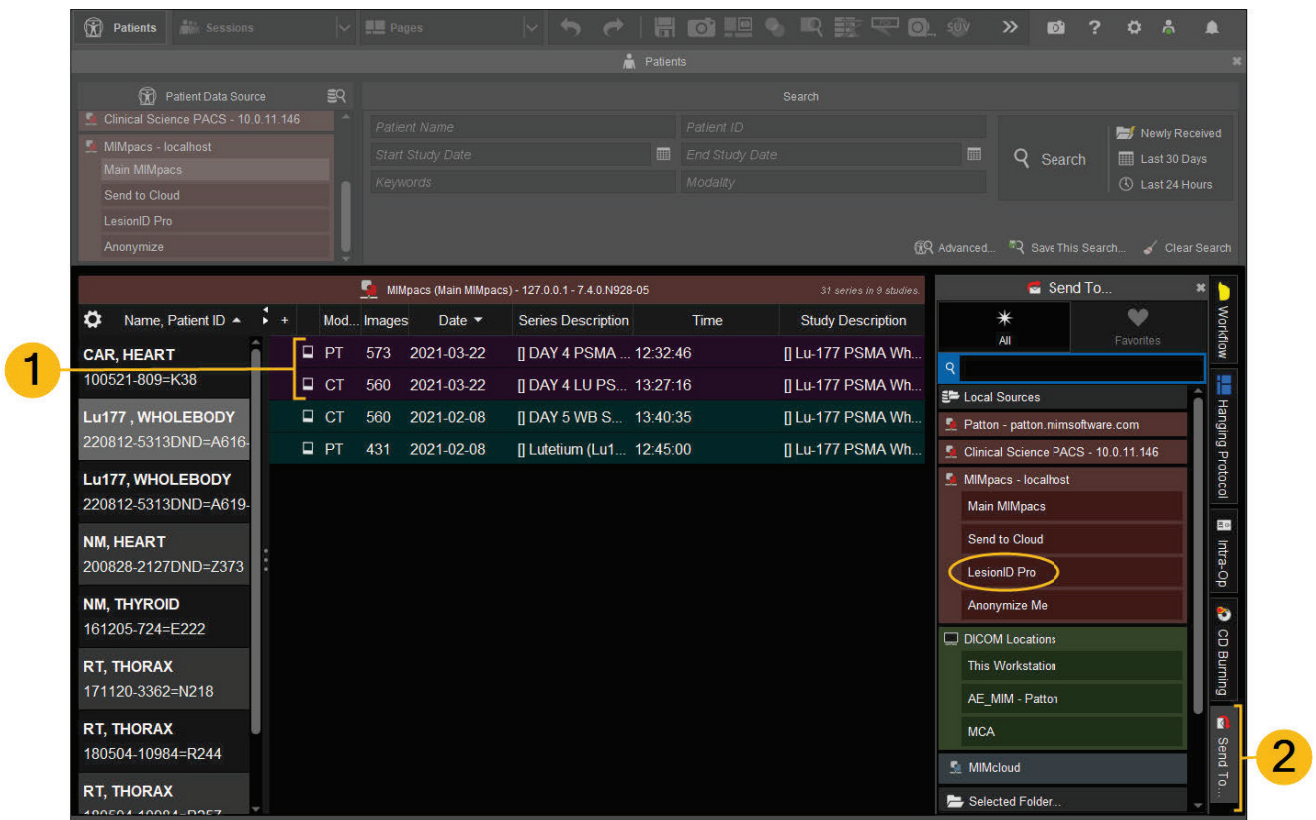 Patients
Sessions
Pages
SUV
Patients
Patient Data Source
Clinical Science PACS - 10.0.11.146
MIMpacs - localhost
Main MIMpacs
Send to Cloud
LesionID Pro
Anonymize
Search
Patient Name
Patient ID
Start Study Date
End Study Date
Keywords
Modality
Search
Newly Received
Last 30 Days
Last 24 Hours
Advanced...
Save This Search...
Clear Search
MIMpacs (Main MIMpacs) - 127.0.0.1 - 7.4.0.N928-05
31 series in 9 studies.
Name, Patient ID
+ Mod... Images Date Series Description Time Study Description
1
CAR, HEART
100521-809=K38
Lu177 , WHOLEBODY
220812-5313DND=A616-
Lu177, WHOLEBODY
220812-5313DND=A619-
NM, HEART
200828-2127DND=Z373
NM, THYROID
161205-724=E222
RT, THORAX
171120-3362=N218
RT, THORAX
180504-10984=R244
RT, THORAX
PT 573 2021-03-22 [] DAY 4 PSMA ... 12:32:46 [] Lu-177 PSMA Wh...
CT 560 2021-03-22 [] DAY 4 LU PS... 13:27:16 [] Lu-177 PSMA Wh...
CT 560 2021-02-08 [] DAY 5 WB S... 13:40:35 [] Lu-177 PSMA Wh...
PT 431 2021-02-08 [] Lutetium (Lu1... 12:45:00 [] Lu-177 PSMA Wh...
Send To...
All
Favorites
Local Sources
Patton - patton.nimsoftware.com
Clinical Science PACS - 10.0.11.146
MIMpacs - localhost
Main MIMpacs
Send to Cloud
LesionID Pro
Anonymize Me
DICOM Locations
This Workstation
AE_MIM - Patton
MCA
MIMcloud
Selected Folder...
Workflow
Hanging Protocol
Intra-Op
CD Burning
Send To...
2